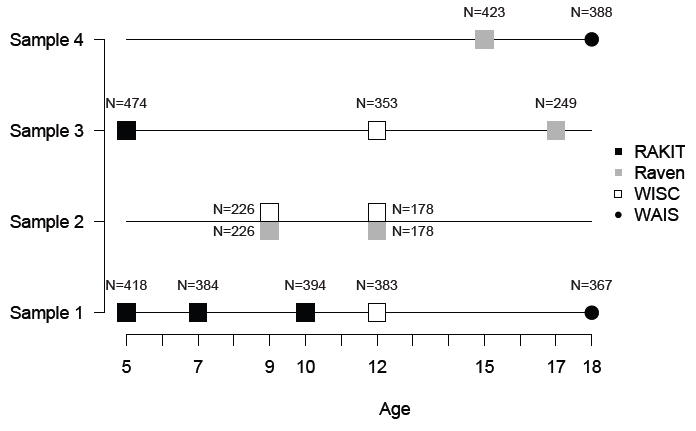 N=423 N=388
Sample 4
N=474 N=353 N=249
Sample 3
RAKIT
Raven
WISC
WAIS
N=226 N=178
Sample 2
N=226 N=178
N=418 N=384 N=394 N=383 N=367
Sample 1
5 7 9 10 12 15 17 18
Age